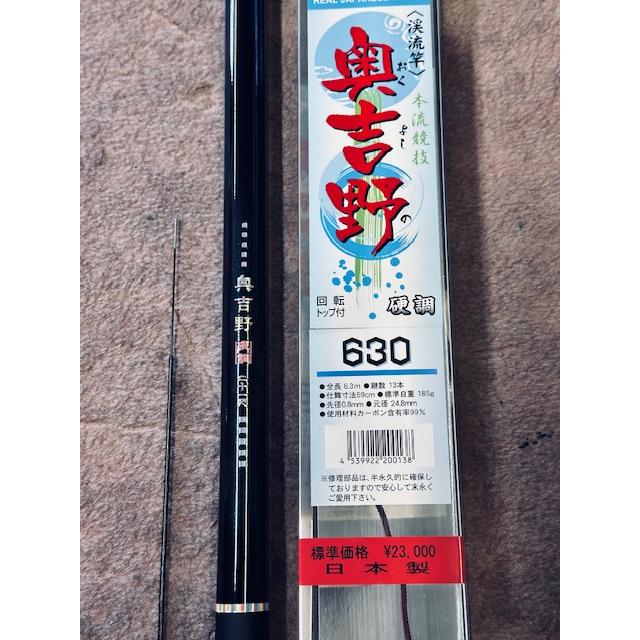 REAL JAPANESE
〈渓流竿〉
奥吉野
おく
よし
の
本流競技
回転
トップ付
硬調
630
●全長 6.3m ●継数 13本
●仕舞寸法59cm ●標準自重 185g
●先径0.8mm ●元径 24.8mm
●使用材料カーボン含有率99%
4 539922 200138
※修理部品は、半永久的に確保し
ておりますので安心して末永く
ご愛用下さい。
標準価格 ¥23,000
日本製
奥吉野
硬調